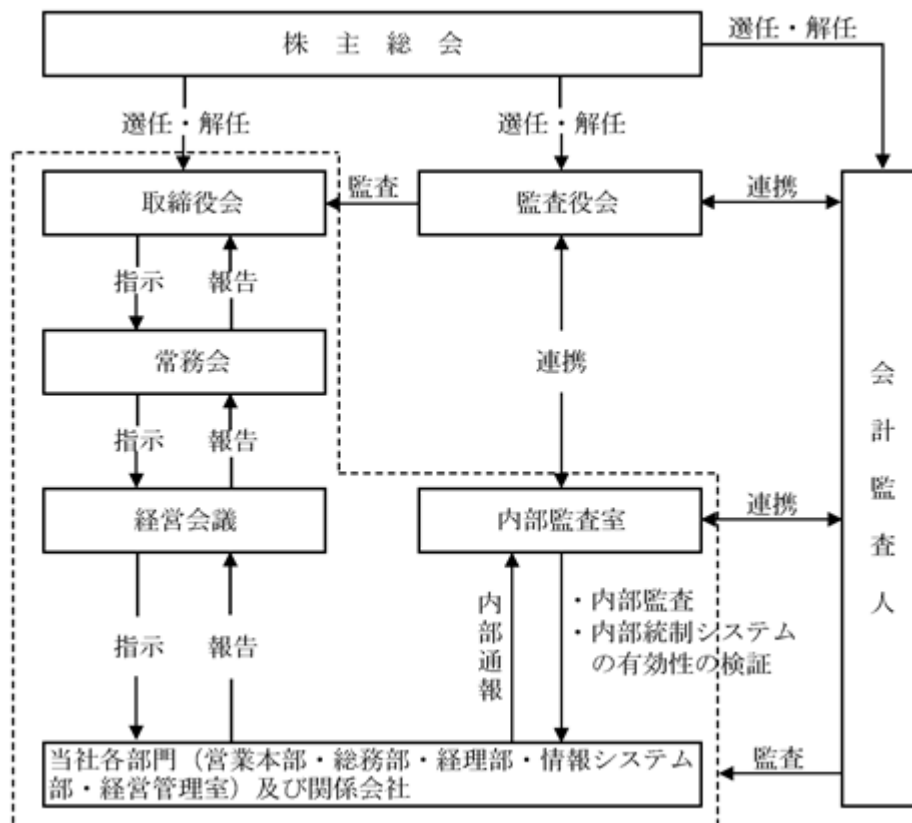 株主総会
選任・解任
選任・解任
選任・解任
取締役会
監査
監査役会
連携
指示
報告
常務会
連携
会計監査人
指示
報告
経営会議
内部監査室
連携
指示
報告
内部通報
・内部監査
・内部統制システム
の有効性の検証
当社各部門（営業本部・総務部・経理部・情報システム
部・経営管理室）及び関係会社
監査